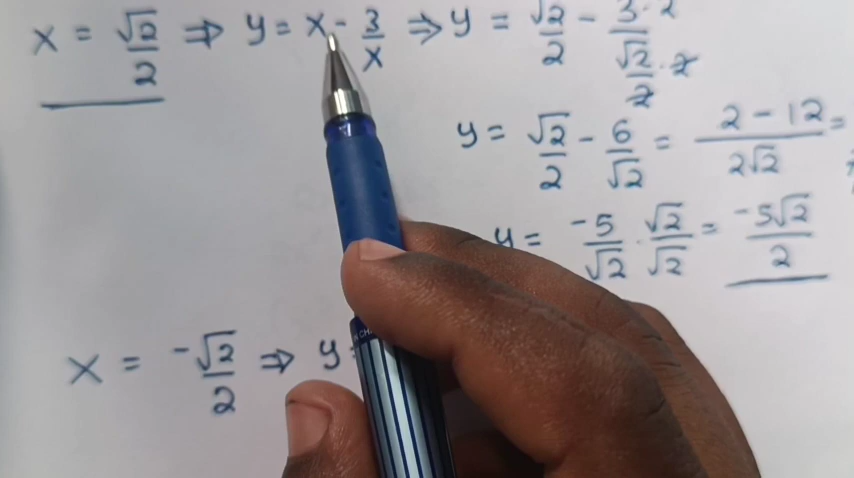 x = √2/2 ⇒ y = x - 3/x ⇒ y = √2/2 - 3·2/(√2/2·2)
y = √2/2 - 6/√2 = (2 - 12)/(2√2) =
y = -5/√2 · √2/√2 = -5√2/2
x = -√2/2 ⇒ y =